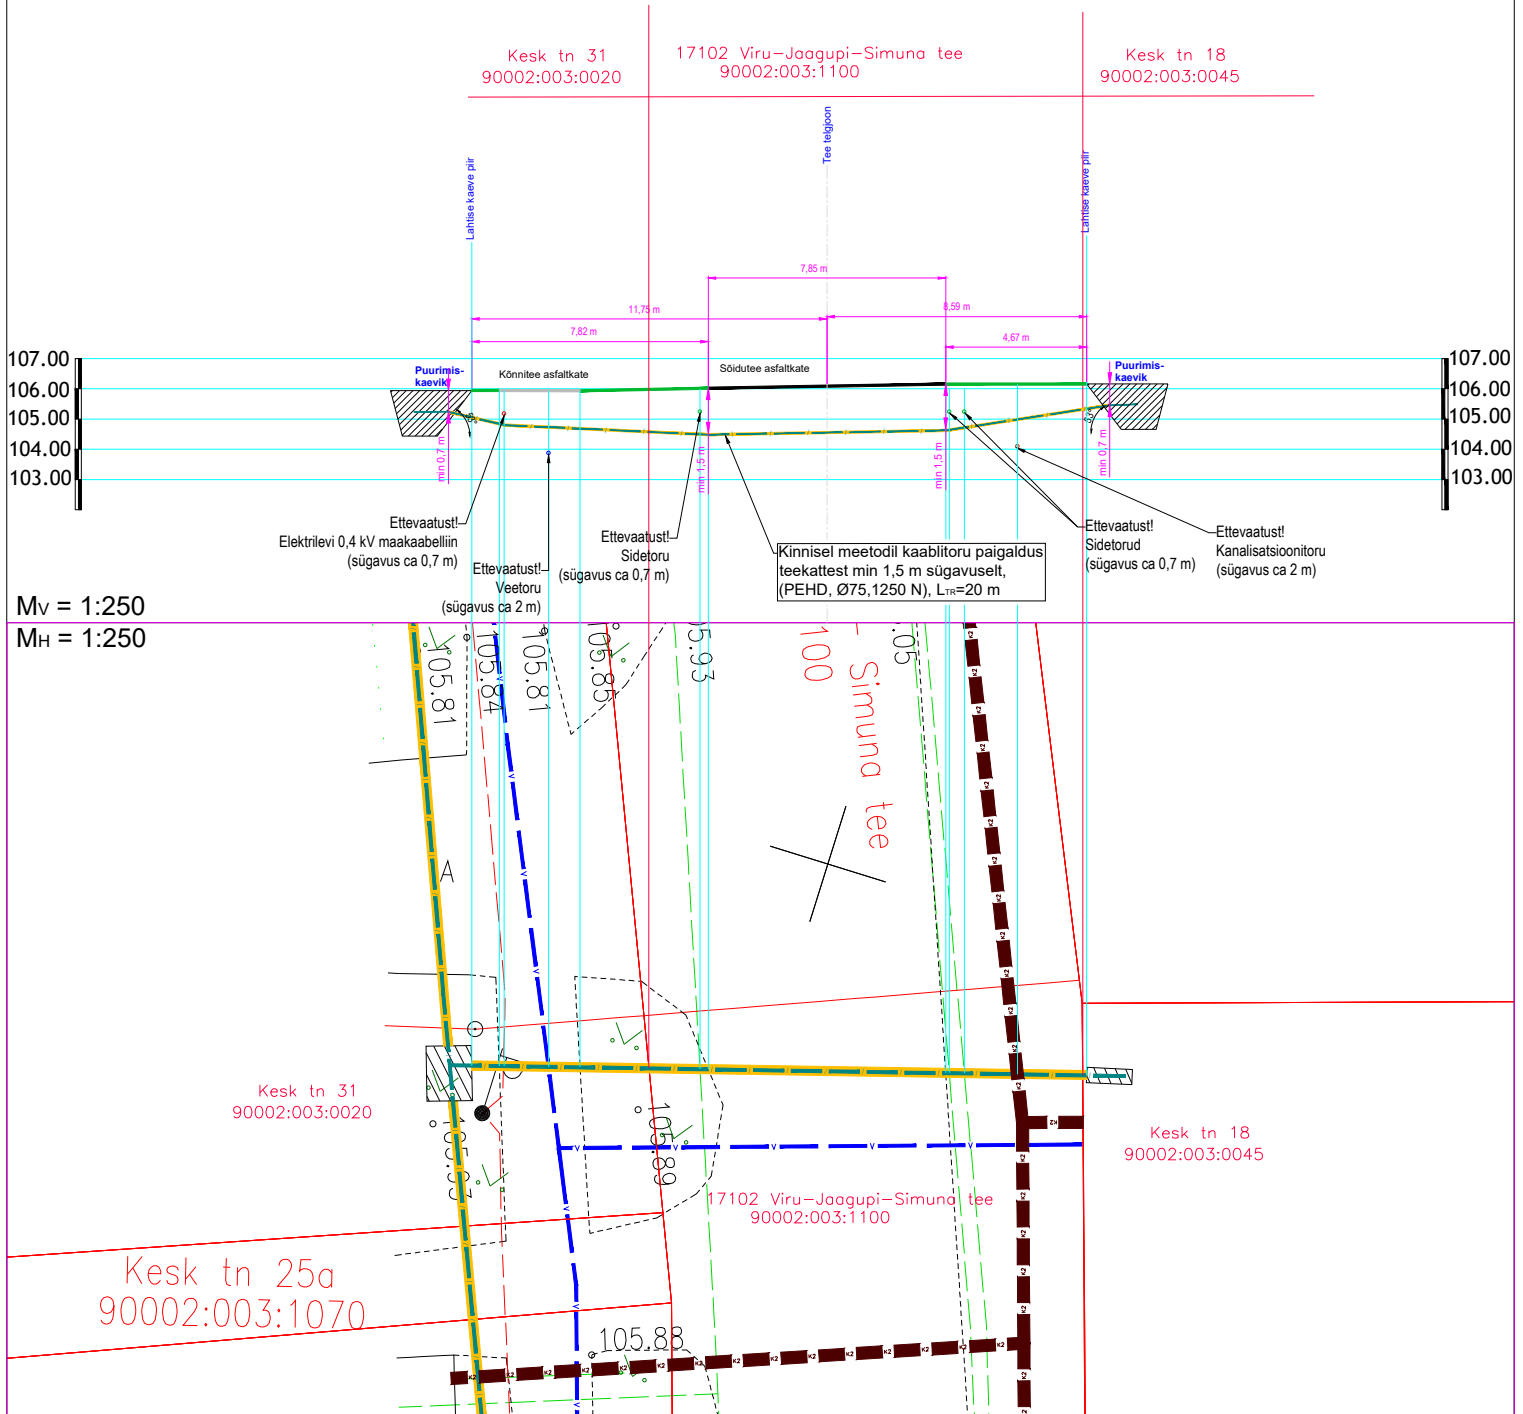 Kesk tn 31
90002:003:0020
17102 Viru-Jaagupi-Simuna tee
90002:003:1100
Kesk tn 18
90002:003:0045
Lahtise kaeve piir
Tee telgjoon
Lahtise kaeve piir
7,85 m
11,75 m
8,59 m
7,82 m
4,67 m
107.00
106.00
105.00
104.00
103.00
Puurimis-
kaevik
Kõnnitee asfaltkate
Sõidutee asfaltkate
Puurimis-
kaevik
107.00
106.00
105.00
104.00
103.00
min 0,7 m
min 1,5 m
min 1,5 m
min 0,7 m
Ettevaatust!
Elektrilevi 0,4 kV maakaabelliin
(sügavus ca 0,7 m)
Ettevaatust!
Veetoru
(sügavus ca 2 m)
Ettevaatust!
Sidetoru
(sügavus ca 0,7 m)
Kinnisel meetodil kaablitoru paigaldus
teekattest min 1,5 m sügavuselt,
(PEHD, Ø75,1250 N), LTR=20 m
Ettevaatust!
Sidetorud
(sügavus ca 0,7 m)
Ettevaatust!
Kanalisatsioonitoru
(sügavus ca 2 m)
MV = 1:250
MH = 1:250
105.81
105.84
105.81
105.85
05.93
100
Simuna tee
.05
A
Kesk tn 31
90002:003:0020
105.93
105.89
Kesk tn 18
90002:003:0045
17102 Viru-Jaagupi-Simuna tee
90002:003:1100
Kesk tn 25a
90002:003:1070
105.88